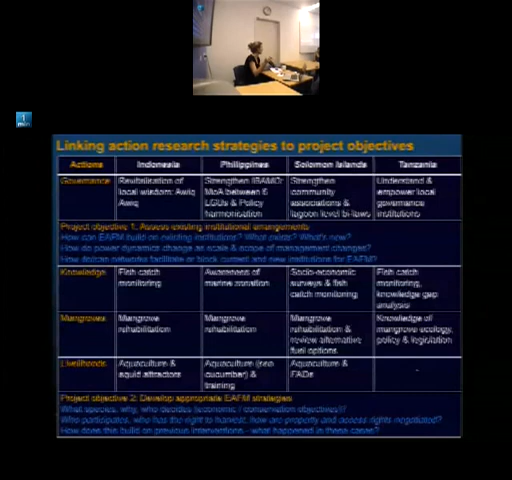 1
min
Linking action research strategies to project objectives
Actions Indonesia Philippines Solomon Islands Tanzania
Governance Revitalisation of local wisdom: Awig Awig Strengthen IBAMO: MoA between 5 LGUs & Policy harmonisation Strengthen community associations & lagoon level bi-laws Understand & empower local governance institutions
Project objective 1: Assess existing institutional arrangements
How can EAFM build on existing institutions? What exists? What's new?
How do power dynamics change as scale & scope of management changes?
How do/can networks facilitate or block current and new institutions for EAFM?
Knowledge Fish catch monitoring Awareness of marine zonation Socio-economic surveys & fish catch monitoring Fish catch monitoring, knowledge gap analysis
Mangroves Mangrove rehabilitation Mangrove rehabilitation Mangrove rehabilitation & review alternative fuel options Knowledge of mangrove ecology, policy & legislation
Livelihoods Aquaculture & squid attractors Aquaculture (sea cucumber) & training Aquaculture & FADs -
Project objective 2: Develop appropriate EAFM strategies
What species, why, who decides (economic / conservation objectives)?
Who participates, who has the right to harvest, how are property and access rights negotiated?
How does this build on previous interventions - what happened in these cases?